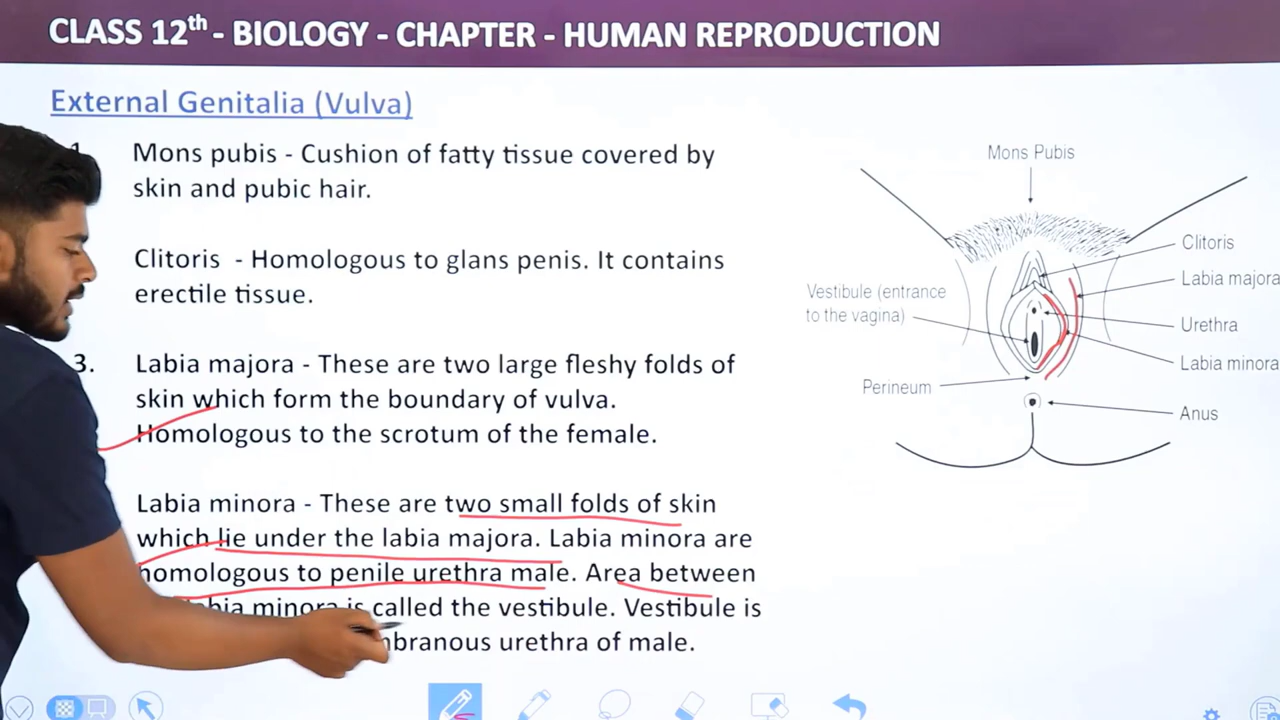 CLASS 12th - BIOLOGY - CHAPTER - HUMAN REPRODUCTION
External Genitalia (Vulva)
Mons pubis - Cushion of fatty tissue covered by
skin and pubic hair.
Clitoris - Homologous to glans penis. It contains
erectile tissue.
3. Labia majora - These are two large fleshy folds of
skin which form the boundary of vulva.
Homologous to the scrotum of the female.
Labia minora - These are two small folds of skin
which lie under the labia majora. Labia minora are
homologous to penile urethra male. Area between
minora is called the vestibule. Vestibule is
urethra of male.
Mons Pubis
Clitoris
Labia majora
Vestibule (entrance
to the vagina)
Urethra
Labia minora
Perineum
Anus